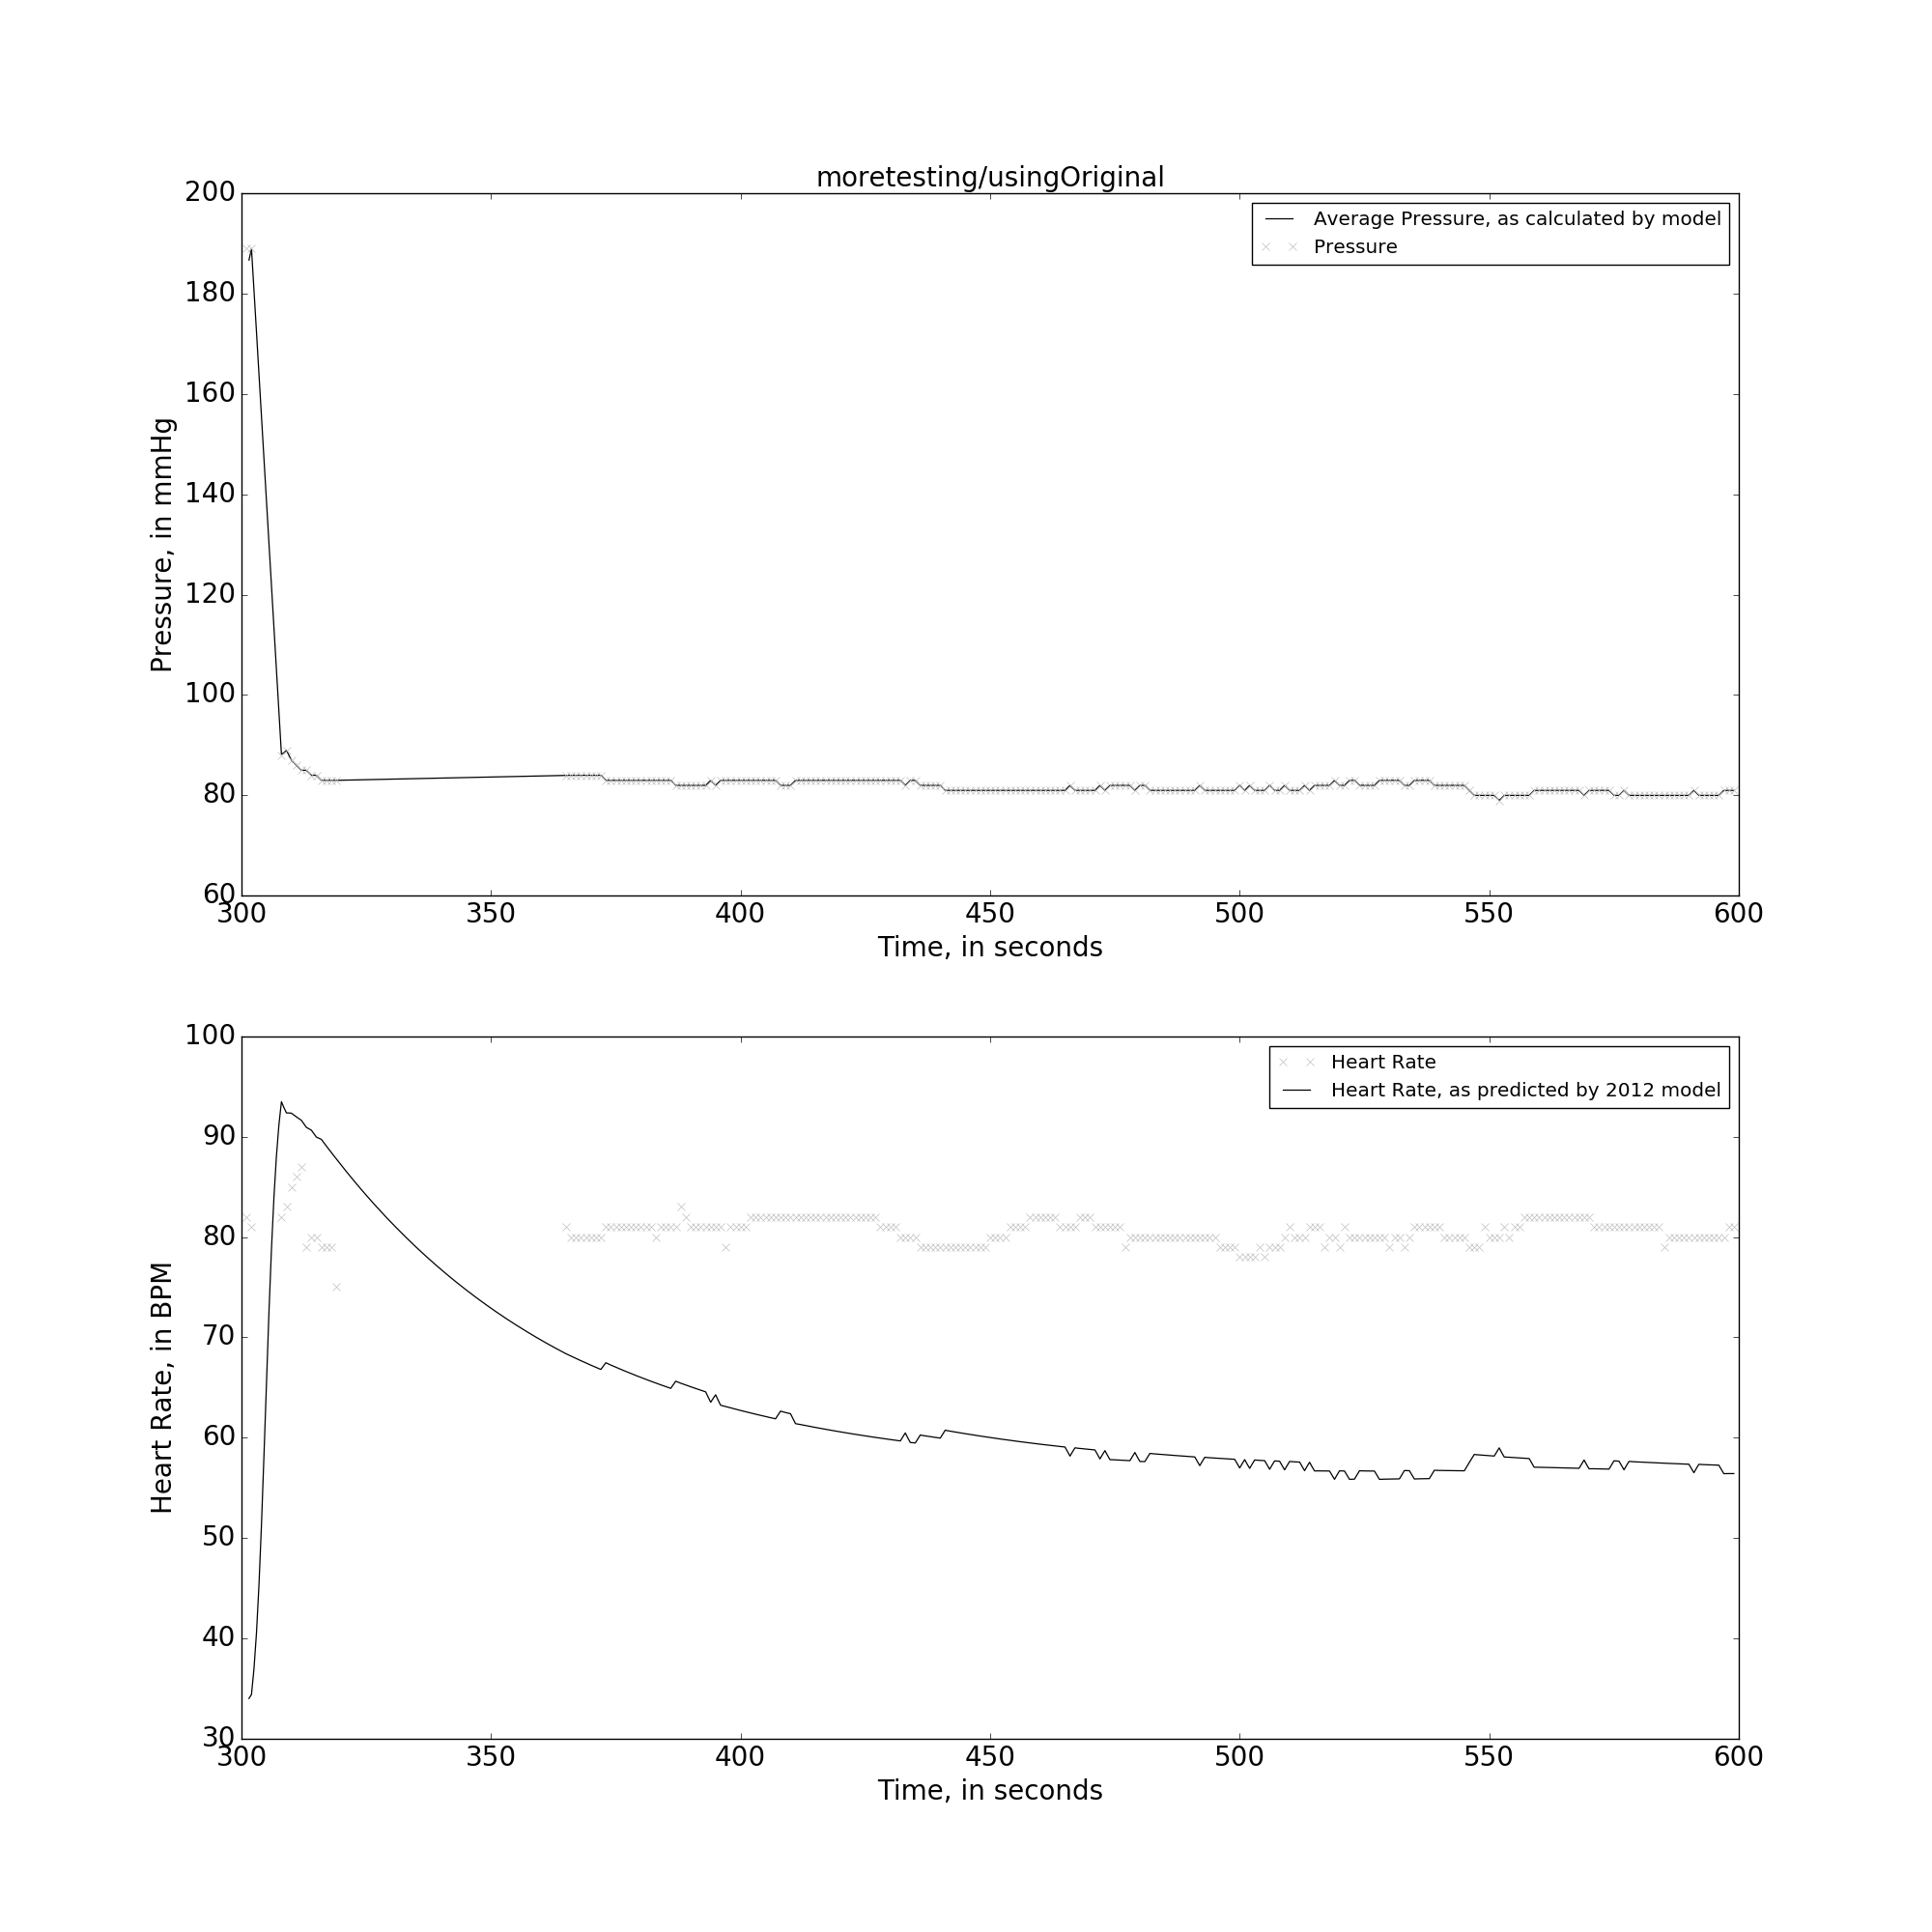 moretesting/usingOriginal
200
180
160
140
120
100
80
60
Pressure, in mmHg
Average Pressure, as calculated by model
Pressure
300 350 400 450 500 550 600
Time, in seconds
100
90
80
70
60
50
40
30
Heart Rate, in BPM
Heart Rate
Heart Rate, as predicted by 2012 model
300 350 400 450 500 550 600
Time, in seconds